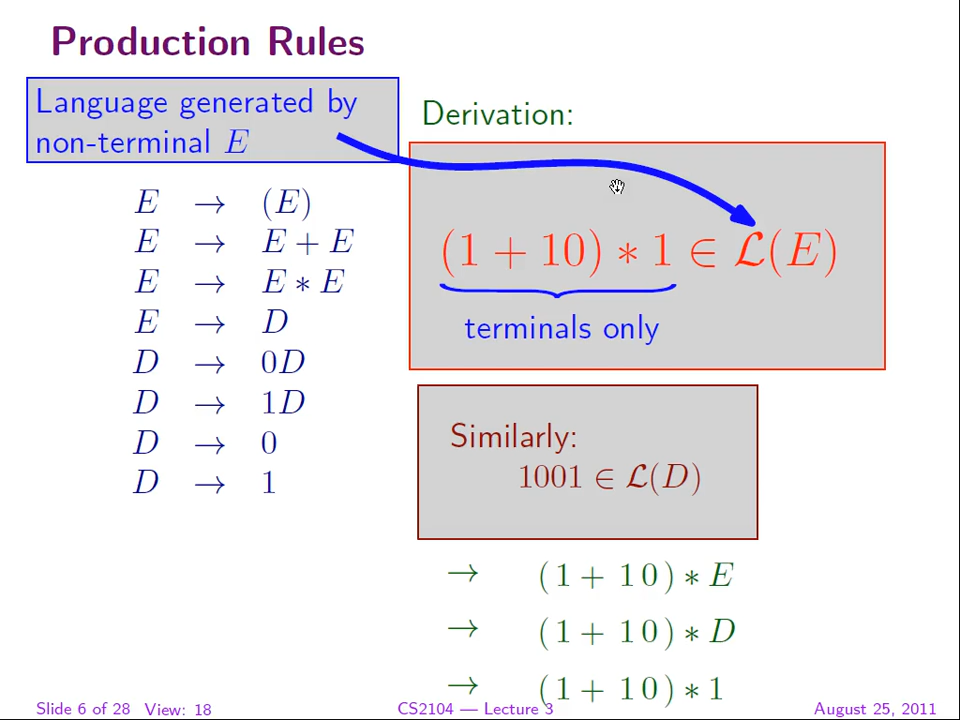 Production Rules
Language generated by
non-terminal E
Derivation:
E → (E)
E → E + E
E → E ∗ E
E → D
D → 0D
D → 1D
D → 0
D → 1
(1 + 10) ∗ 1 ∈ ℒ(E)
terminals only
Similarly:
1001 ∈ ℒ(D)
→ (1 + 10) ∗ E
→ (1 + 10) ∗ D
→ (1 + 10) ∗ 1
Slide 6 of 28 View: 18 CS2104 — Lecture 3 August 25, 2011